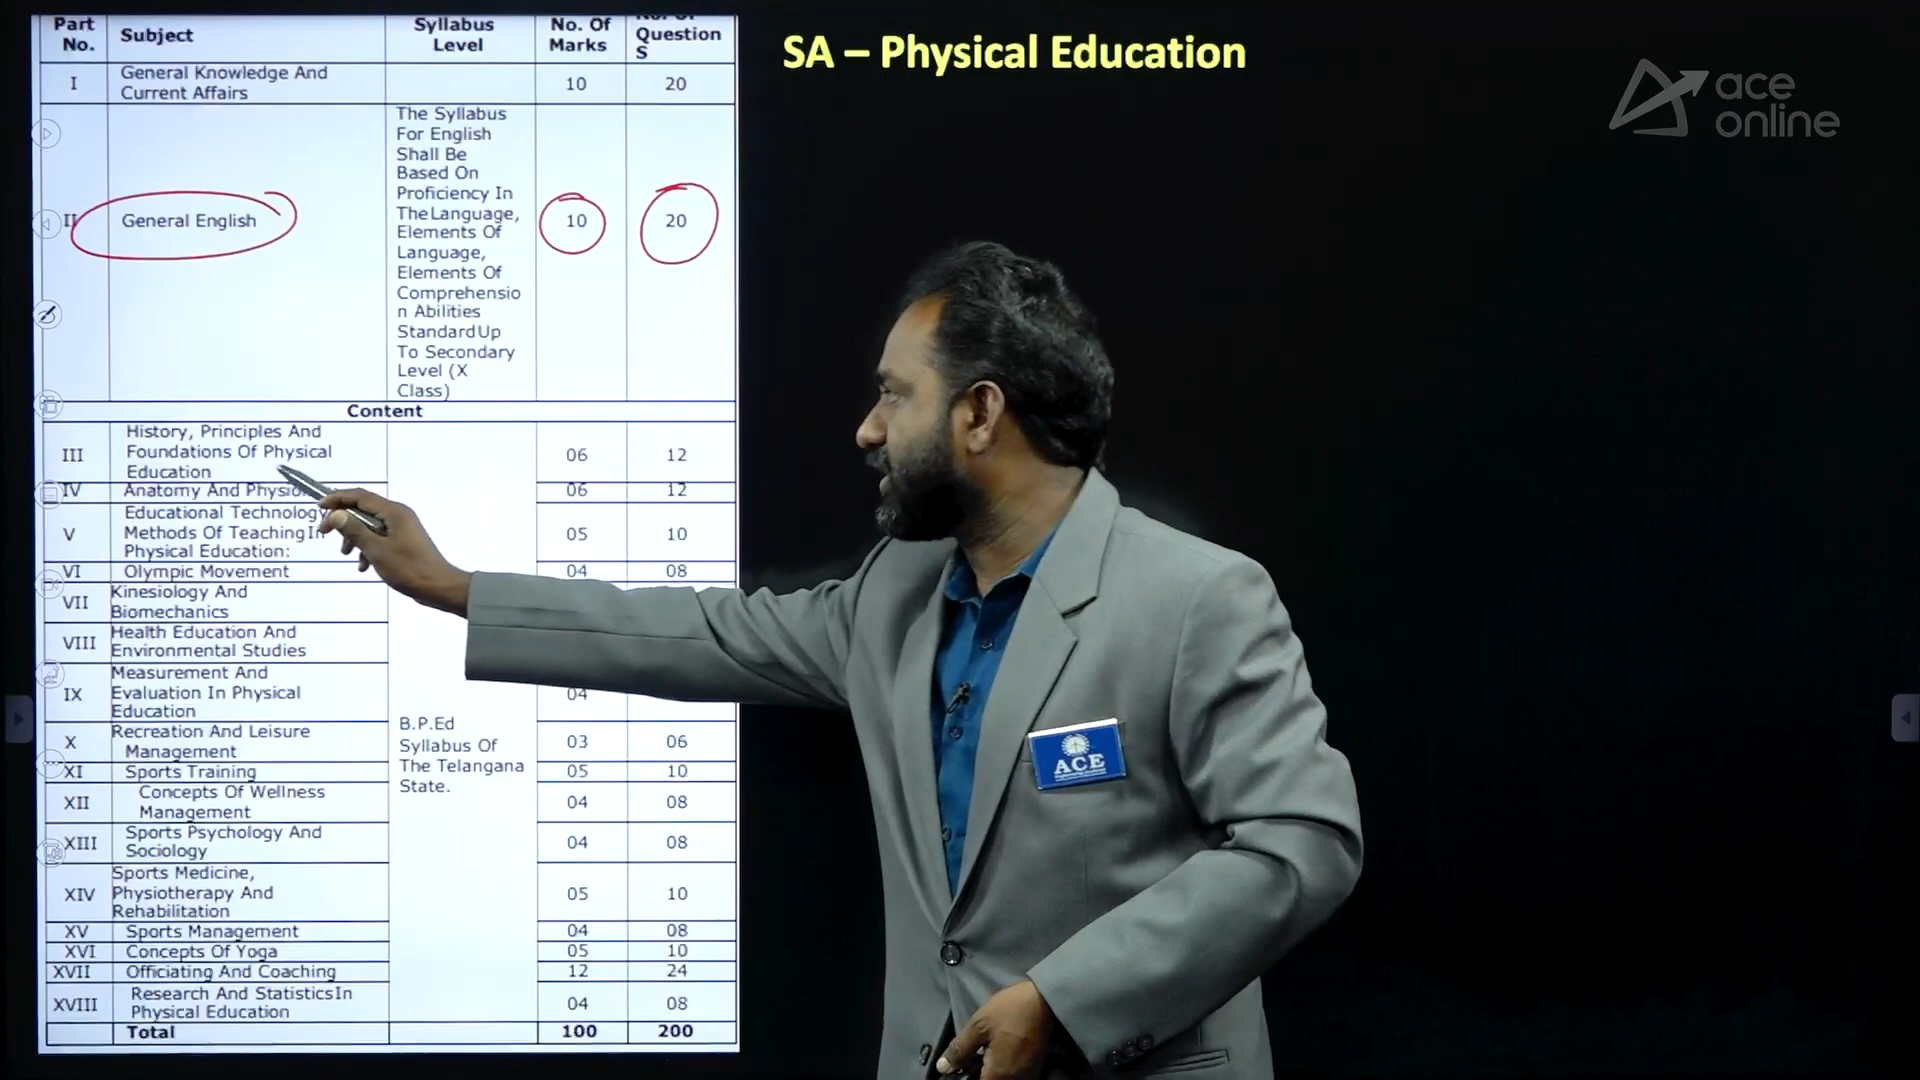 SA – Physical Education
ace
online
Part No. Subject Syllabus Level No. Of Marks No. Of Question S
I General Knowledge And Current Affairs 10 20
II General English The Syllabus For English Shall Be Based On Proficiency In The Language, Elements Of Language, Elements Of Comprehensio n Abilities Standard Up To Secondary Level (X Class) 10 20
Content
III History, Principles And Foundations Of Physical Education 06 12
IV Anatomy And 06 12
V Educational Technology Methods Of Teaching In Physical Education: 05 10
VI Olympic Movement 04 08
VII Kinesiology And Biomechanics
VIII Health Education And Environmental Studies
IX Measurement And Evaluation In Physical Education 04
B.P.Ed Syllabus Of The Telangana State.
X Recreation And Leisure Management 03 06
XI Sports Training 05 10
XII Concepts Of Wellness Management 04 08
XIII Sports Psychology And Sociology 04 08
XIV Sports Medicine, Physiotherapy And Rehabilitation 05 10
XV Sports Management 04 08
XVI Concepts Of Yoga 05 10
XVII Officiating And Coaching 12 24
XVIII Research And Statistics In Physical Education 04 08
Total 100 200
ACE